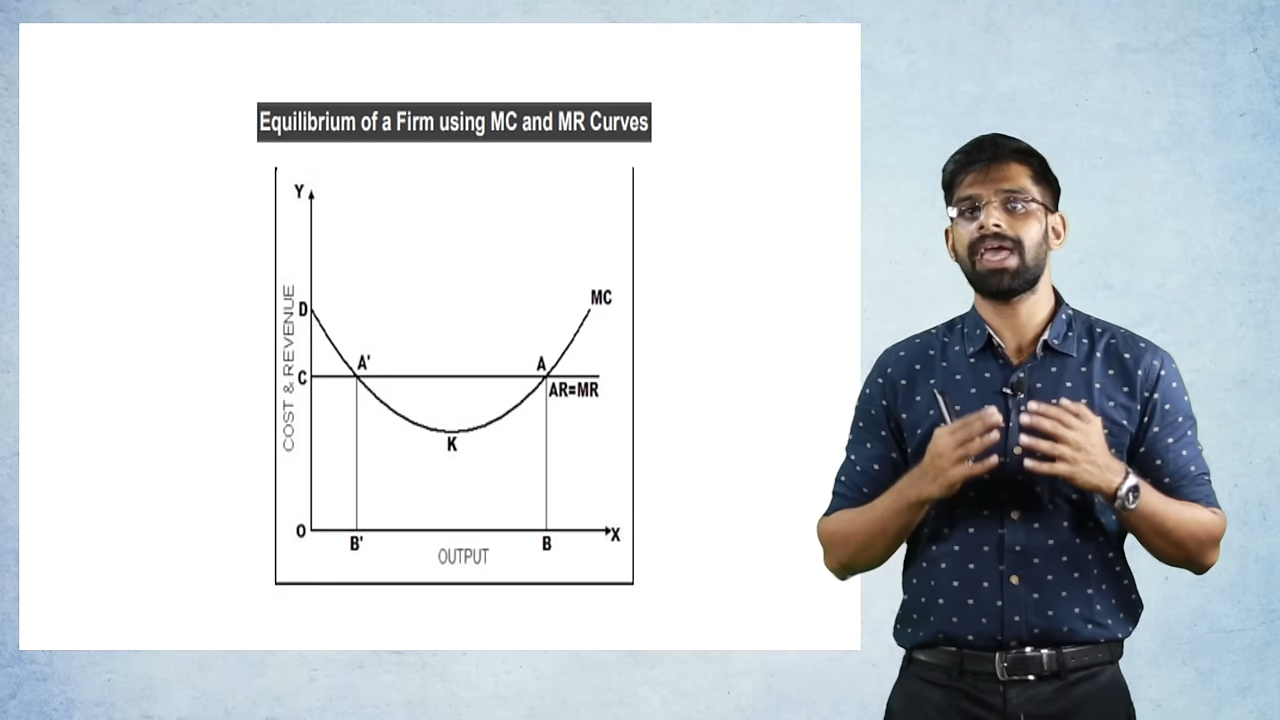 Equilibrium of a Firm using MC and MR Curves
Y
COST & REVENUE
D
MC
A'
A
C
AR=MR
K
O
X
B'
B
OUTPUT